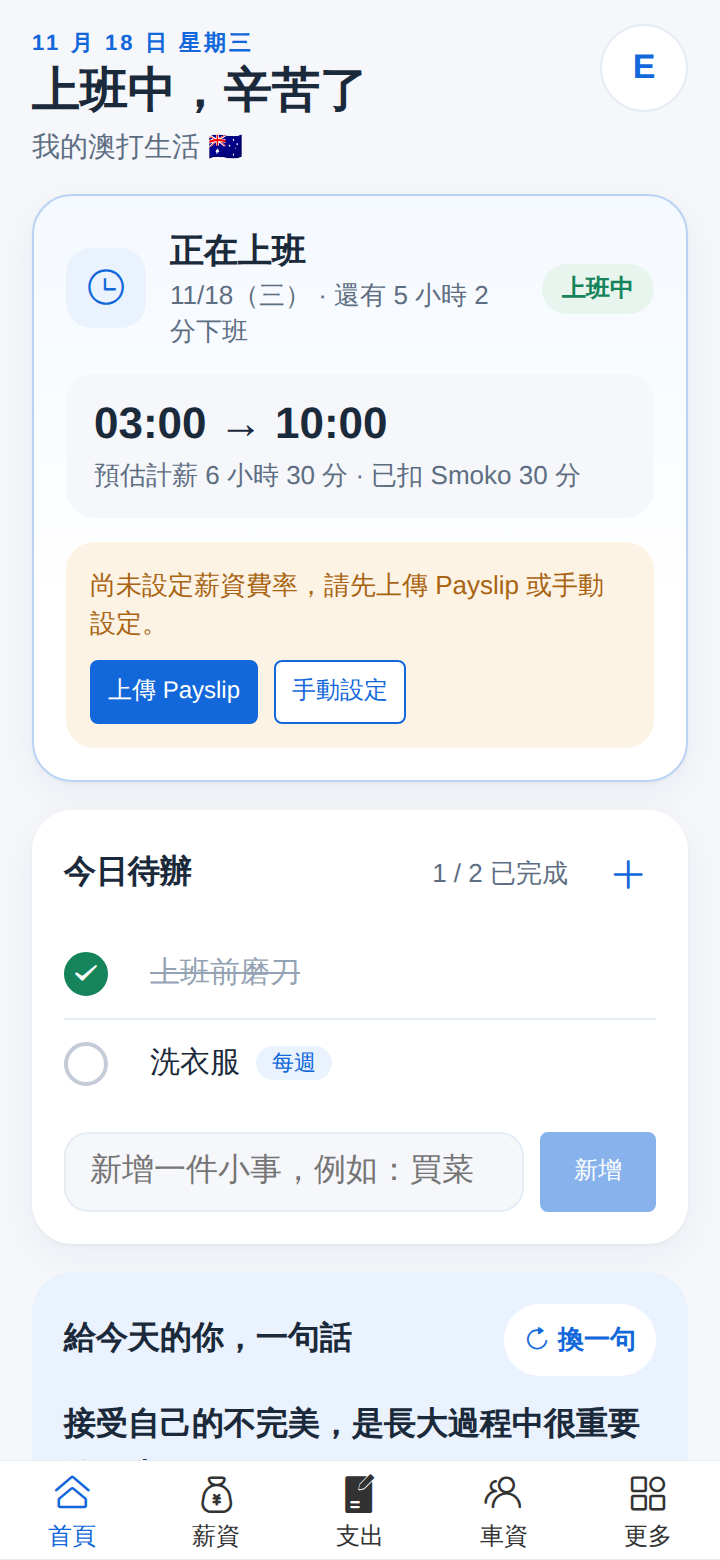 11 月 18 日 星期三
上班中，辛苦了
我的澳打生活 🇦🇺
E
正在上班
11/18（三） · 還有 5 小時 2
分下班
上班中
03:00 → 10:00
預估計薪 6 小時 30 分 · 已扣 Smoko 30 分
尚未設定薪資費率，請先上傳 Payslip 或手動
設定。
上傳 Payslip
手動設定
今日待辦
1 / 2 已完成
上班前磨刀
洗衣服
每週
新增一件小事，例如：買菜
新增
給今天的你，一句話
換一句
接受自己的不完美，是長大過程中很重要
首頁
薪資
支出
車資
更多